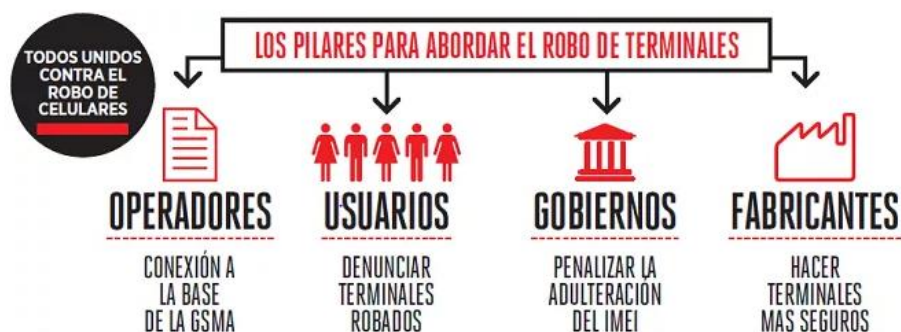 TODOS UNIDOS
CONTRA EL
ROBO DE
CELULARES
LOS PILARES PARA ABORDAR EL ROBO DE TERMINALES
OPERADORES
CONEXIÓN A
LA BASE
DE LA GSMA
USUARIOS
DENUNCIAR
TERMINALES
ROBADOS
GOBIERNOS
PENALIZAR LA
ADULTERACIÓN
DEL IMEI
FABRICANTES
HACER
TERMINALES
MAS SEGUROS